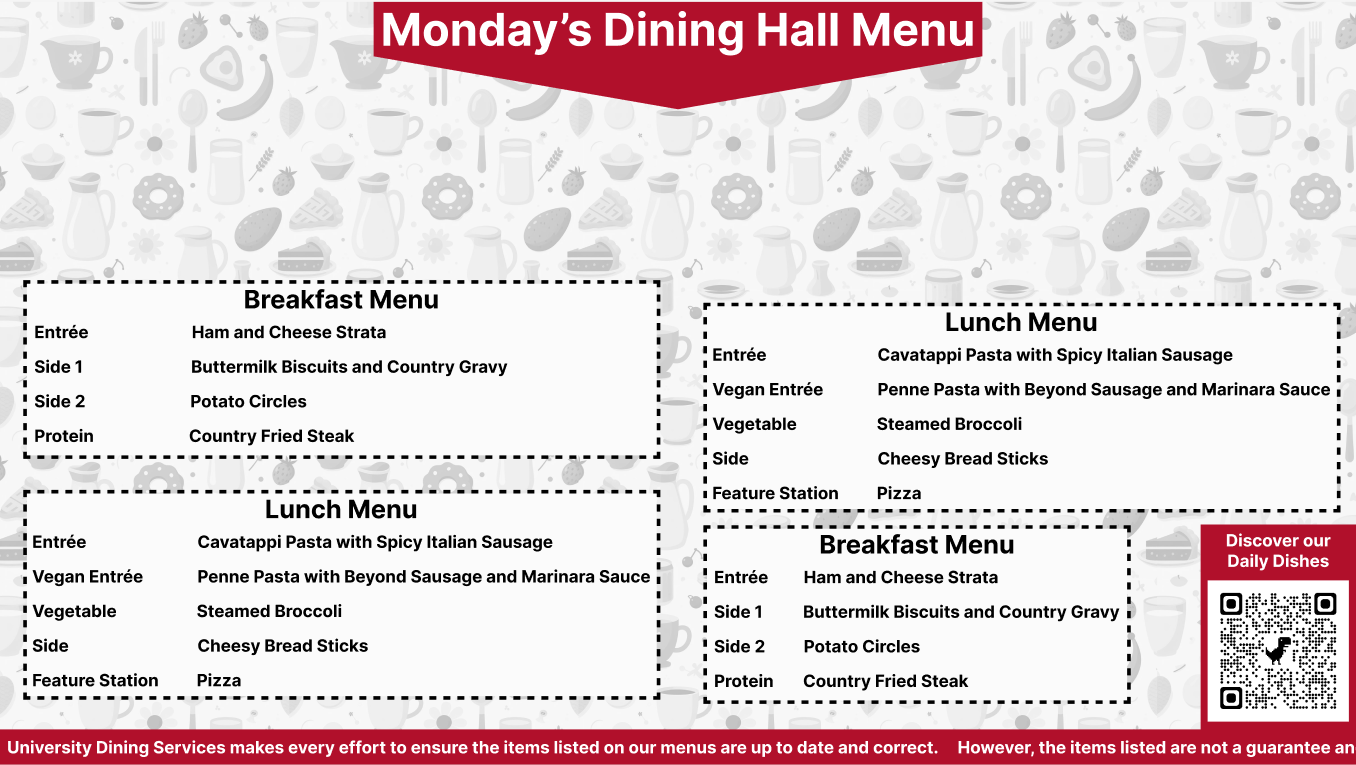 Monday’s Dining Hall Menu
Breakfast Menu
Entrée Ham and Cheese Strata
Side 1 Buttermilk Biscuits and Country Gravy
Side 2 Potato Circles
Protein Country Fried Steak
Lunch Menu
Entrée Cavatappi Pasta with Spicy Italian Sausage
Vegan Entrée Penne Pasta with Beyond Sausage and Marinara Sauce
Vegetable Steamed Broccoli
Side Cheesy Bread Sticks
Feature Station Pizza
Lunch Menu
Entrée Cavatappi Pasta with Spicy Italian Sausage
Vegan Entrée Penne Pasta with Beyond Sausage and Marinara Sauce
Vegetable Steamed Broccoli
Side Cheesy Bread Sticks
Feature Station Pizza
Breakfast Menu
Entrée Ham and Cheese Strata
Side 1 Buttermilk Biscuits and Country Gravy
Side 2 Potato Circles
Protein Country Fried Steak
Discover our
Daily Dishes
University Dining Services makes every effort to ensure the items listed on our menus are up to date and correct. However, the items listed are not a guarantee